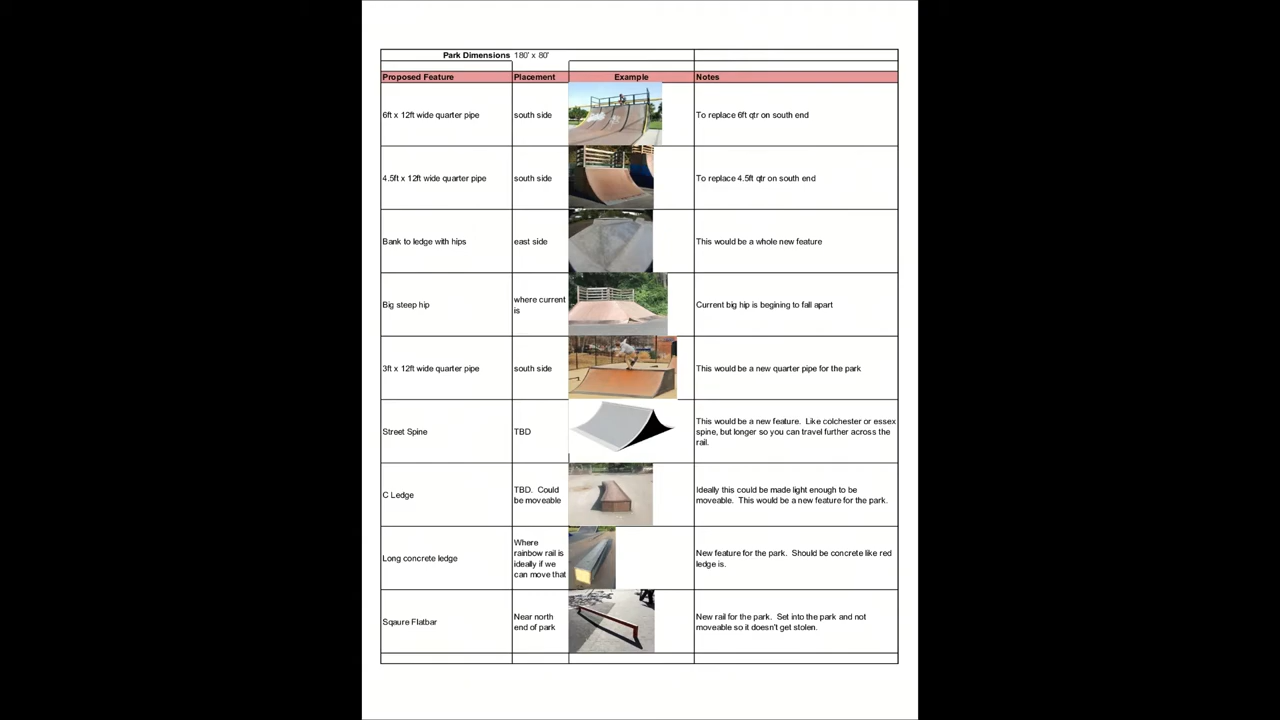 Park Dimensions 180' x 80'
Proposed Feature Placement Example Notes
6ft x 12ft wide quarter pipe south side To replace 6ft qtr on south end
4.5ft x 12ft wide quarter pipe south side To replace 4.5ft qtr on south end
Bank to ledge with hips east side This would be a whole new feature
Big steep hip
where current
is
Current big hip is begining to fall apart
3ft x 12ft wide quarter pipe south side This would be a new quarter pipe for the park
Street Spine TBD
This would be a new feature. Like colchester or essex
spine, but longer so you can travel further across the
rail.
C Ledge
TBD. Could
be moveable
Ideally this could be made light enough to be
moveable. This would be a new feature for the park.
Long concrete ledge
Where
rainbow rail is
ideally if we
can move that
New feature for the park. Should be concrete like red
ledge is.
Sqaure Flatbar
Near north
end of park
New rail for the park. Set into the park and not
moveable so it doesn't get stolen.